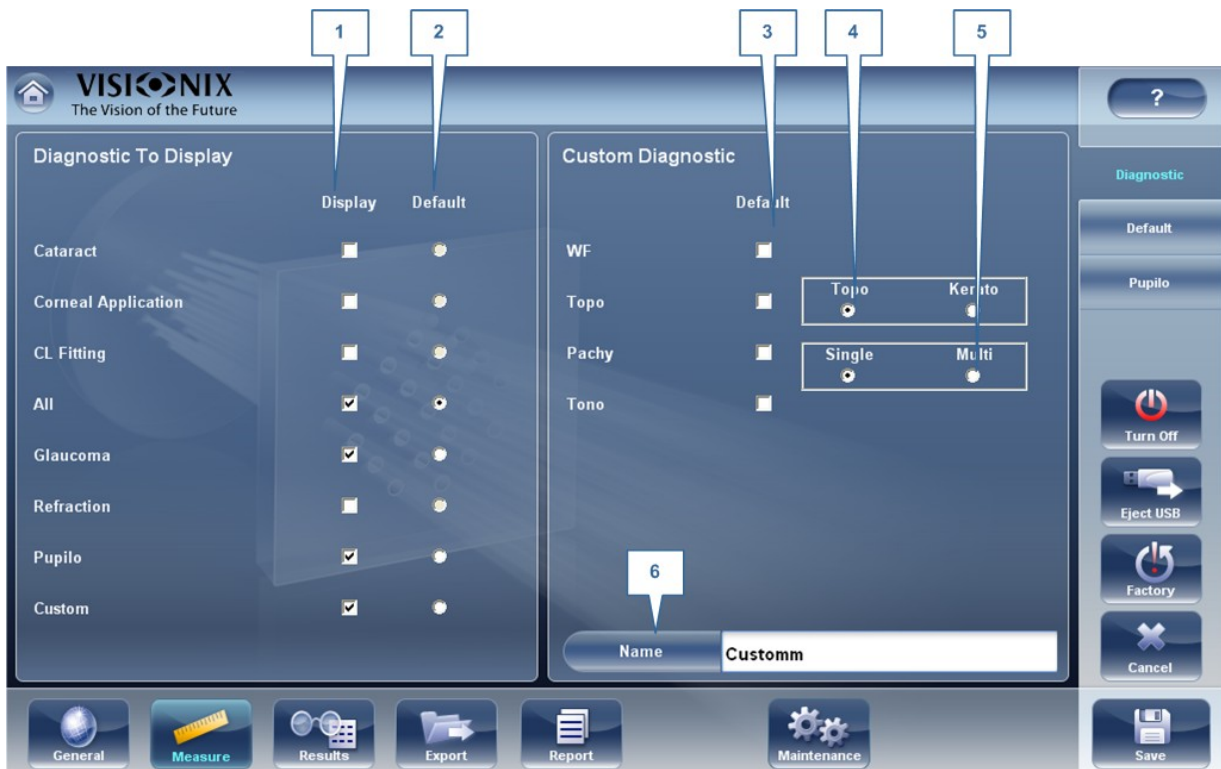 1 2 3 4 5
VISIONIX
The Vision of the Future
?
Diagnostic To Display
Display Default
Cataract
Corneal Application
CL Fitting
All
Glaucoma
Refraction
Pupilo
Custom
Custom Diagnostic
Default
WF
Topo Topo Kerato
Pachy Single Multi
Tono
6
Name Customm
Diagnostic
Default
Pupilo
Turn Off
Eject USB
Factory
Cancel
General Measure Results Export Report Maintenance Save